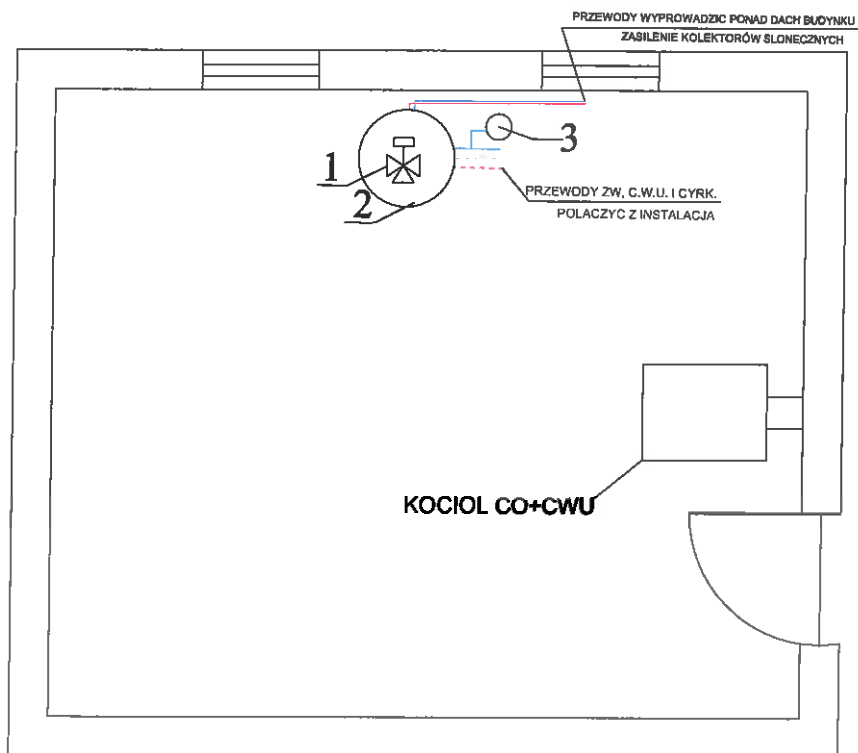 PRZEWODY WYPROWADZIC PONAD DACH BUDYNKU
ZASILENIE KOLEKTORÓW SLONECZNYCH
1
2
3
PRZEWODY ZW, C.W.U. I CYRK.
POLACZYC Z INSTALACJA
KOCIOL CO+CWU